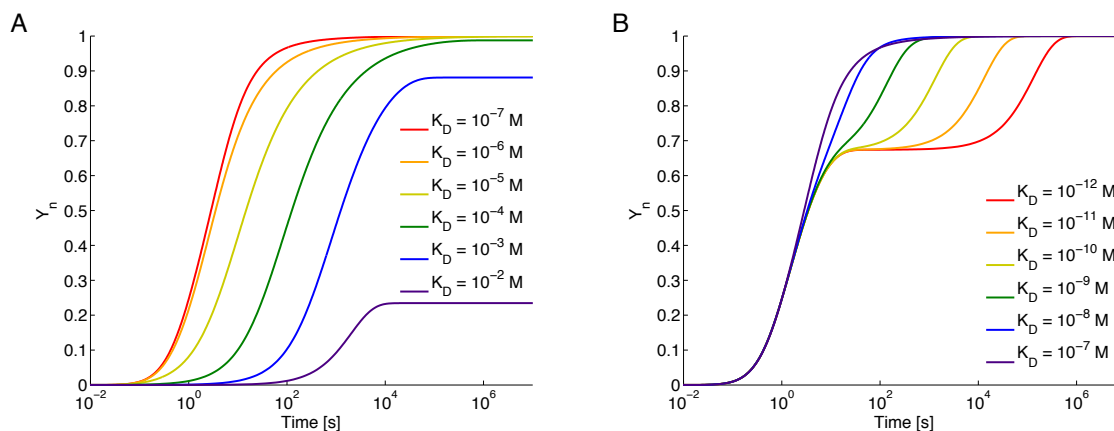 A
1
0.9
0.8
0.7
0.6
0.5
0.4
0.3
0.2
0.1
0
Y_n
K_D = 10^-7 M
K_D = 10^-6 M
K_D = 10^-5 M
K_D = 10^-4 M
K_D = 10^-3 M
K_D = 10^-2 M
10^-2 10^0 10^2 10^4 10^6
Time [s]
B
1
0.9
0.8
0.7
0.6
0.5
0.4
0.3
0.2
0.1
0
Y_n
K_D = 10^-12 M
K_D = 10^-11 M
K_D = 10^-10 M
K_D = 10^-9 M
K_D = 10^-8 M
K_D = 10^-7 M
10^-2 10^0 10^2 10^4 10^6
Time [s]